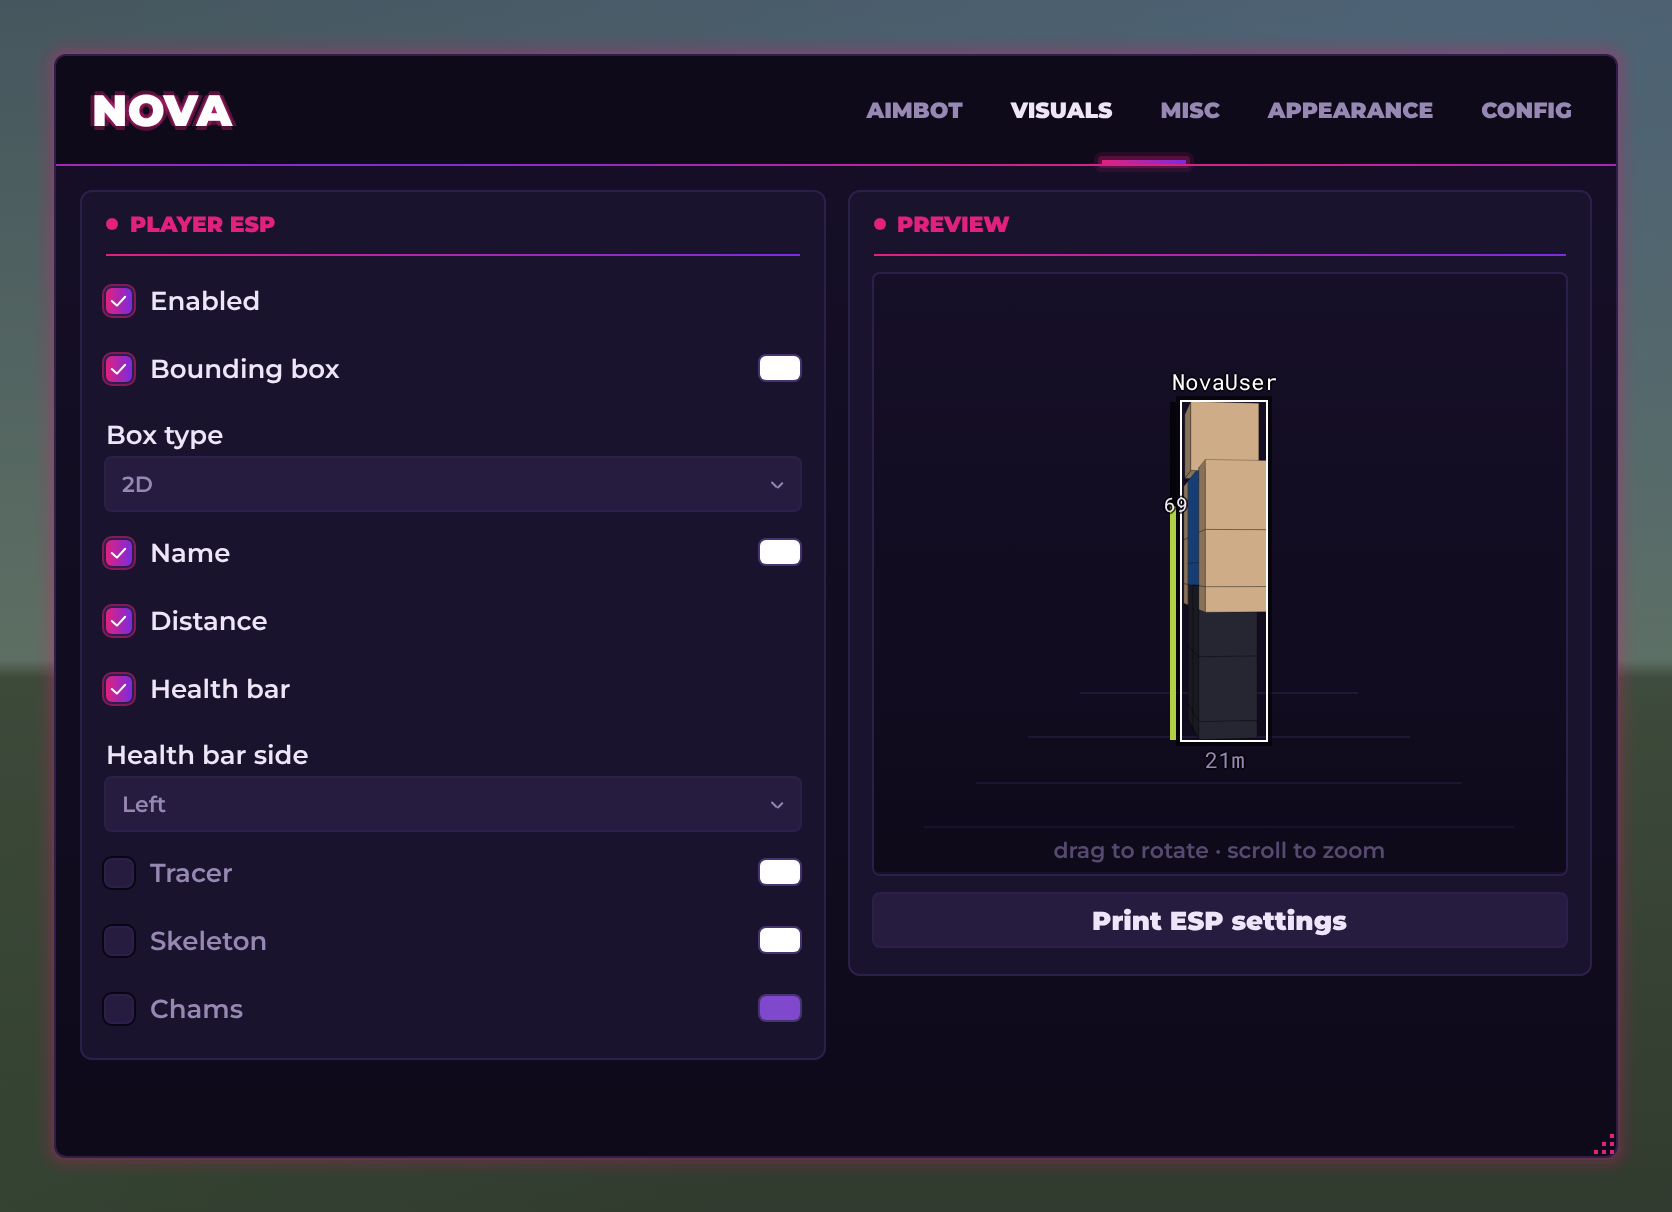 NOVA
AIMBOT VISUALS MISC APPEARANCE CONFIG
PLAYER ESP
Enabled
Bounding box
Box type
2D
Name
Distance
Health bar
Health bar side
Left
Tracer
Skeleton
Chams
PREVIEW
NovaUser
69
21m
drag to rotate · scroll to zoom
Print ESP settings